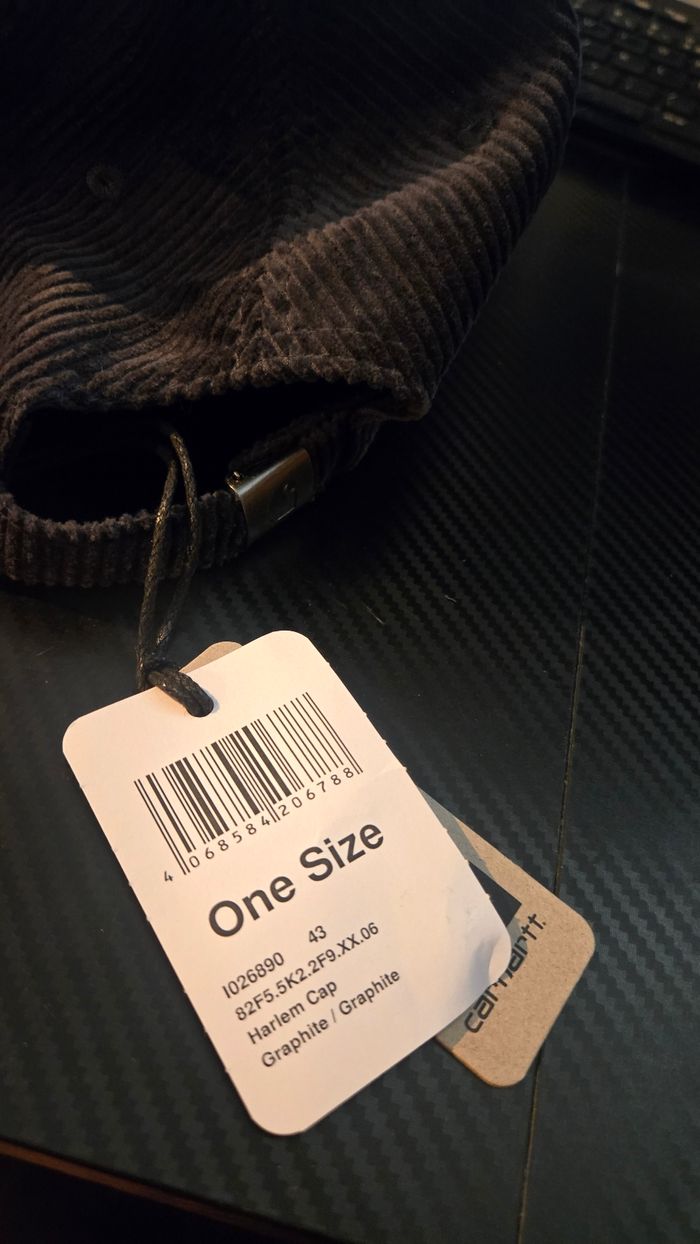 4 068584 206788
One Size
I026890 43
82F5.5K2.2F9.XX.06
Harlem Cap
Graphite / Graphite
carhartt